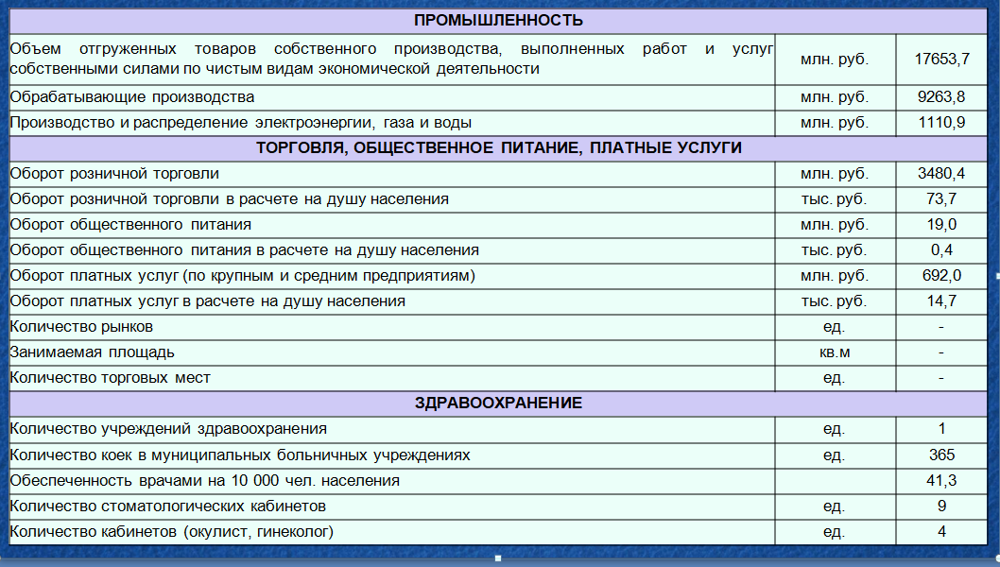 ПРОМЫШЛЕННОСТЬ
Объем отгруженных товаров собственного производства, выполненных работ и услуг
собственными силами по чистым видам экономической деятельности млн. руб. 17653,7
Обрабатывающие производства млн. руб. 9263,8
Производство и распределение электроэнергии, газа и воды млн. руб. 1110,9
ТОРГОВЛЯ, ОБЩЕСТВЕННОЕ ПИТАНИЕ, ПЛАТНЫЕ УСЛУГИ
Оборот розничной торговли млн. руб. 3480,4
Оборот розничной торговли в расчете на душу населения тыс. руб. 73,7
Оборот общественного питания млн. руб. 19,0
Оборот общественного питания в расчете на душу населения тыс. руб. 0,4
Оборот платных услуг (по крупным и средним предприятиям) млн. руб. 692,0
Оборот платных услуг в расчете на душу населения тыс. руб. 14,7
Количество рынков ед. -
Занимаемая площадь кв.м -
Количество торговых мест ед. -
ЗДРАВООХРАНЕНИЕ
Количество учреждений здравоохранения ед. 1
Количество коек в муниципальных больничных учреждениях ед. 365
Обеспеченность врачами на 10 000 чел. населения 41,3
Количество стоматологических кабинетов ед. 9
Количество кабинетов (окулист, гинеколог) ед. 4